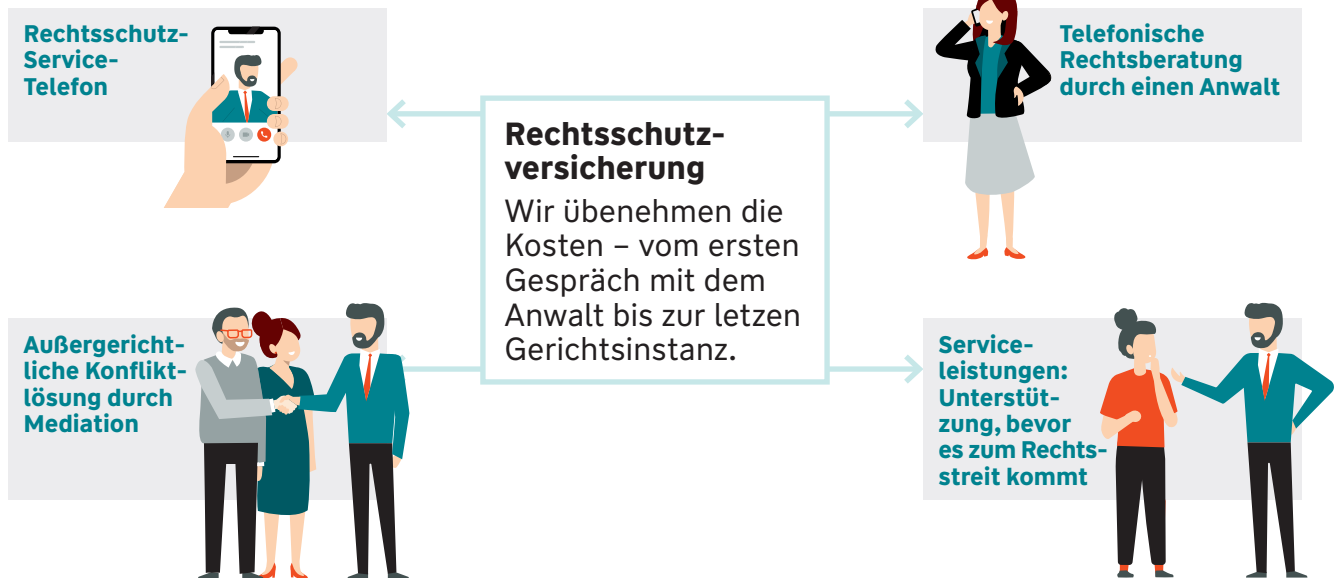 Rechtsschutz-
Service-
Telefon
Telefonische
Rechtsberatung
durch einen Anwalt
Rechtsschutz-
versicherung
Wir übenehmen die
Kosten – vom ersten
Gespräch mit dem
Anwalt bis zur letzen
Gerichtsinstanz.
Außergericht-
liche Konflikt-
lösung durch
Mediation
Service-
leistungen:
Unterstüt-
zung, bevor
es zum Rechts-
streit kommt